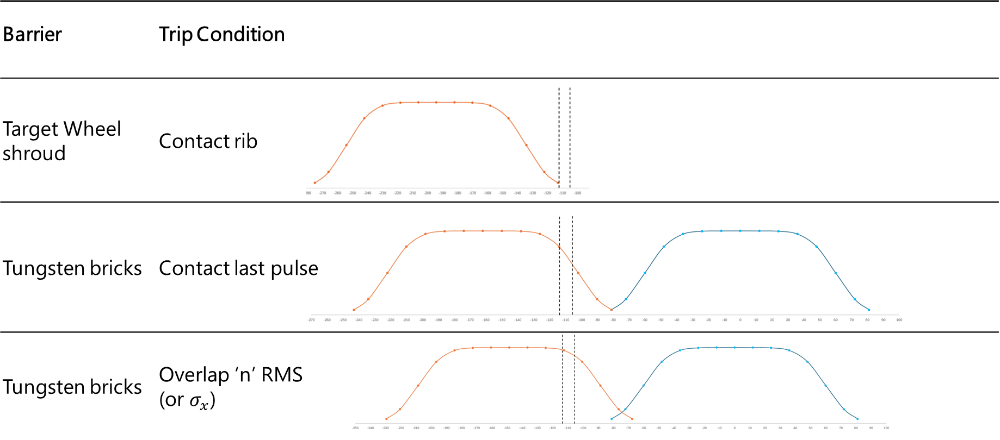 Barrier Trip Condition
Target Wheel
shroud
Contact rib
280 -270 -260 -250 -240 -230 -220 -210 -200 -190 -180 -170 -160 -150 -140 -130 -120 -110 -100
Tungsten bricks Contact last pulse
-270 -260 -250 -240 -230 -220 -210 -200 -190 -180 -170 -160 -150 -140 -130 -120 -110 -100 -90 -80 -70 -60 -50 -40 -30 -20 -10 0 10 20 30 40 50 60 70 80 90 100
Tungsten bricks
Overlap ‘n’ RMS
(or σₓ)
-250 -240 -230 -220 -210 -200 -190 -180 -170 -160 -150 -140 -130 -120 -110 -100 -90 -80 -70 -60 -50 -40 -30 -20 -10 0 10 20 30 40 50 60 70 80 90 100